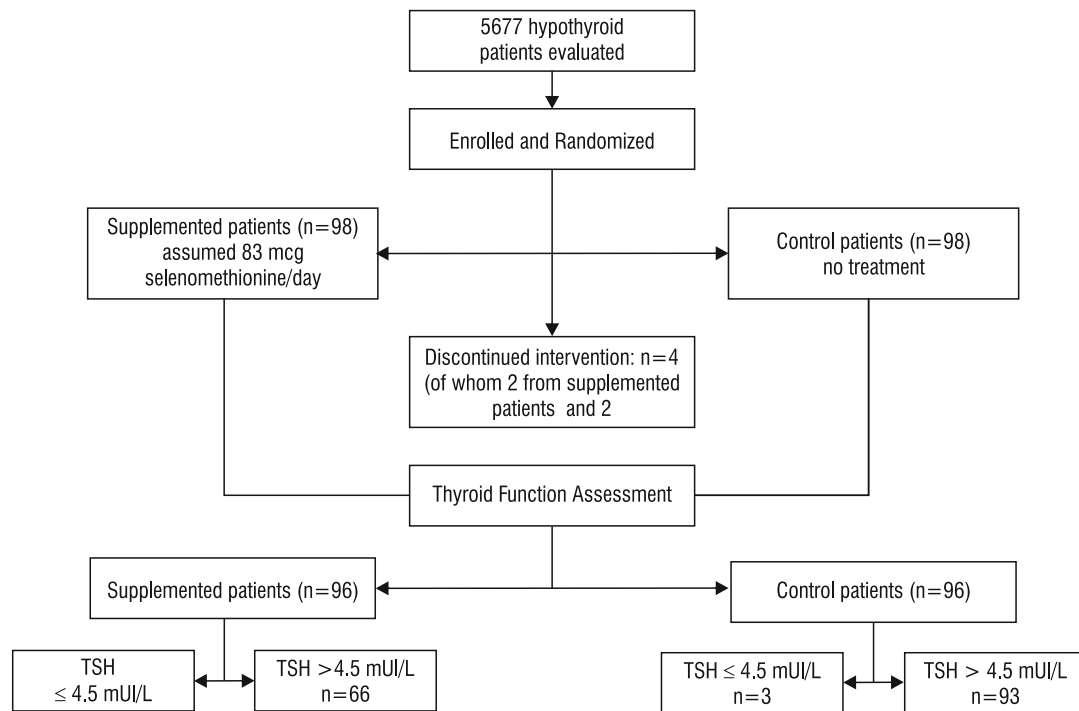 5677 hypothyroid
patients evaluated
Enrolled and Randomized
Supplemented patients (n=98)
assumed 83 mcg
selenomethionine/day
Control patients (n=98)
no treatment
Discontinued intervention: n=4
(of whom 2 from supplemented
patients and 2
Thyroid Function Assessment
Supplemented patients (n=96)
Control patients (n=96)
TSH
≤ 4.5 mUI/L
TSH >4.5 mUI/L
n=66
TSH ≤ 4.5 mUI/L
n=3
TSH > 4.5 mUI/L
n=93